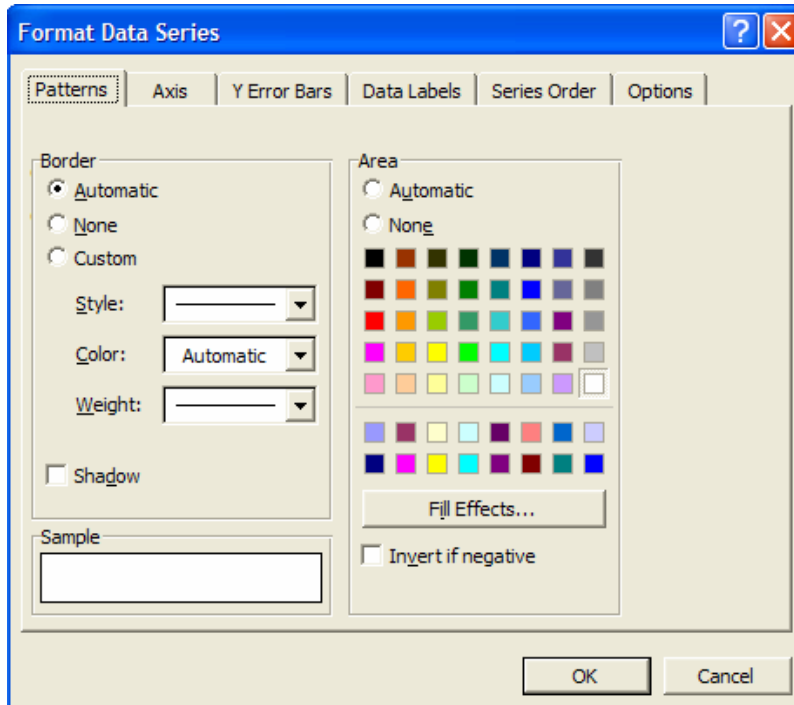 Format Data Series
Patterns Axis Y Error Bars Data Labels Series Order Options
Border
Automatic
None
Custom
Style:
Color: Automatic
Weight:
Shadow
Sample
Area
Automatic
None
Fill Effects...
Invert if negative
OK Cancel